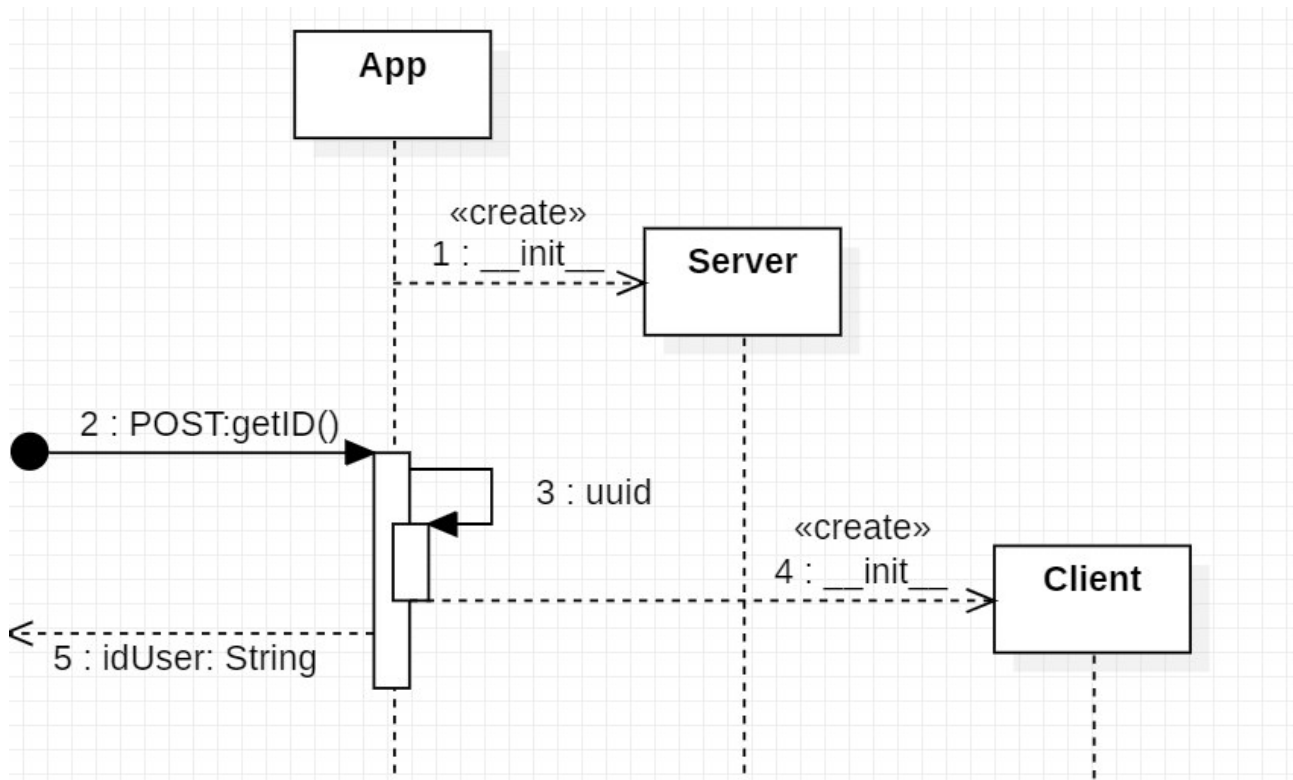 App
«create»
1 : __init__
Server
2 : POST:getID()
3 : uuid
«create»
4 : __init__
Client
5 : idUser: String